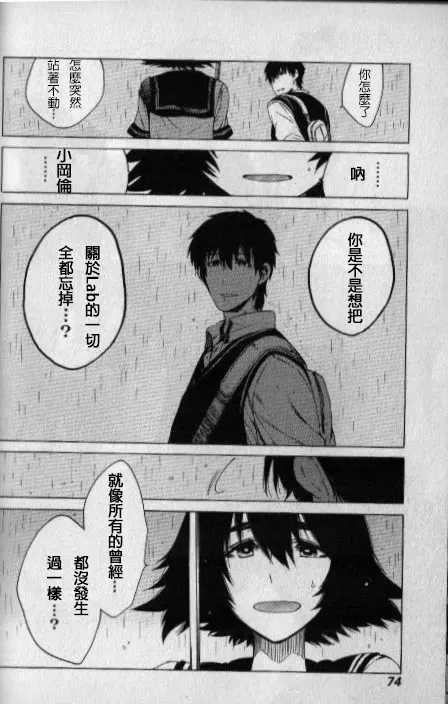 你怎麼了
怎麼突然
站著不動…
……
吶
……
小岡倫
你是不是想把
關於Lab的一切
全都忘掉……？
就像所有的曾經…
都沒發生
過一樣……？
74